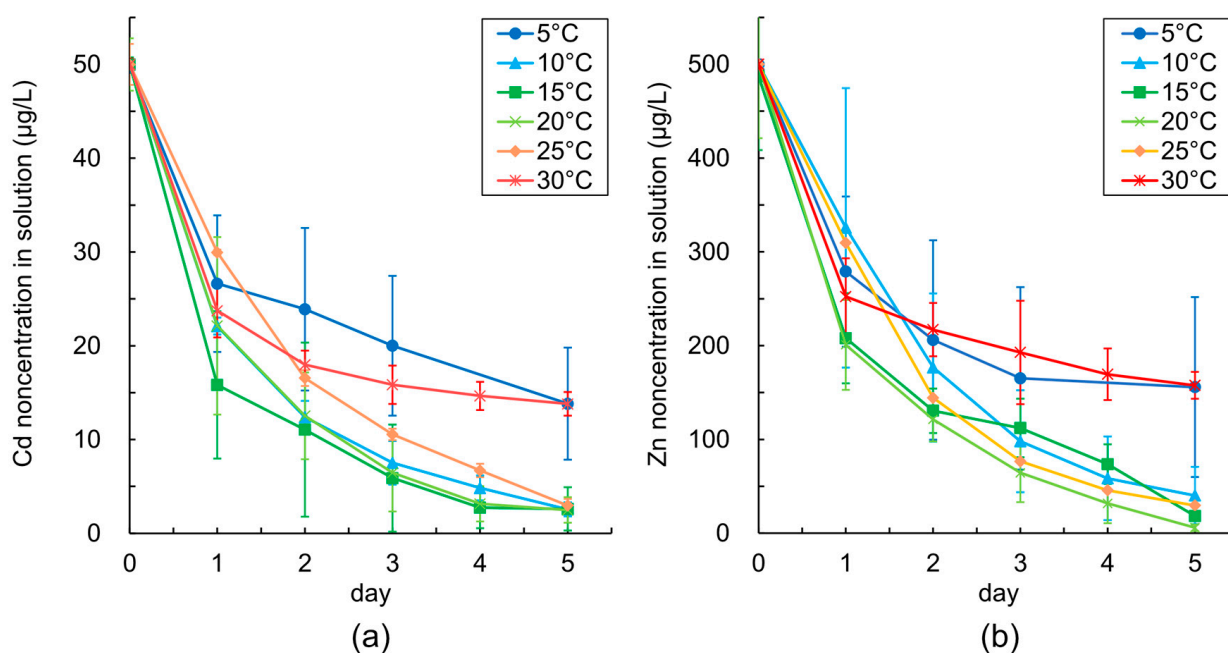 Cd noncentration in solution (µg/L)
50
40
30
20
10
0
0 1 2 3 4 5
day
5°C
10°C
15°C
20°C
25°C
30°C
(a)
Zn noncentration in solution (µg/L)
500
400
300
200
100
0
0 1 2 3 4 5
day
5°C
10°C
15°C
20°C
25°C
30°C
(b)